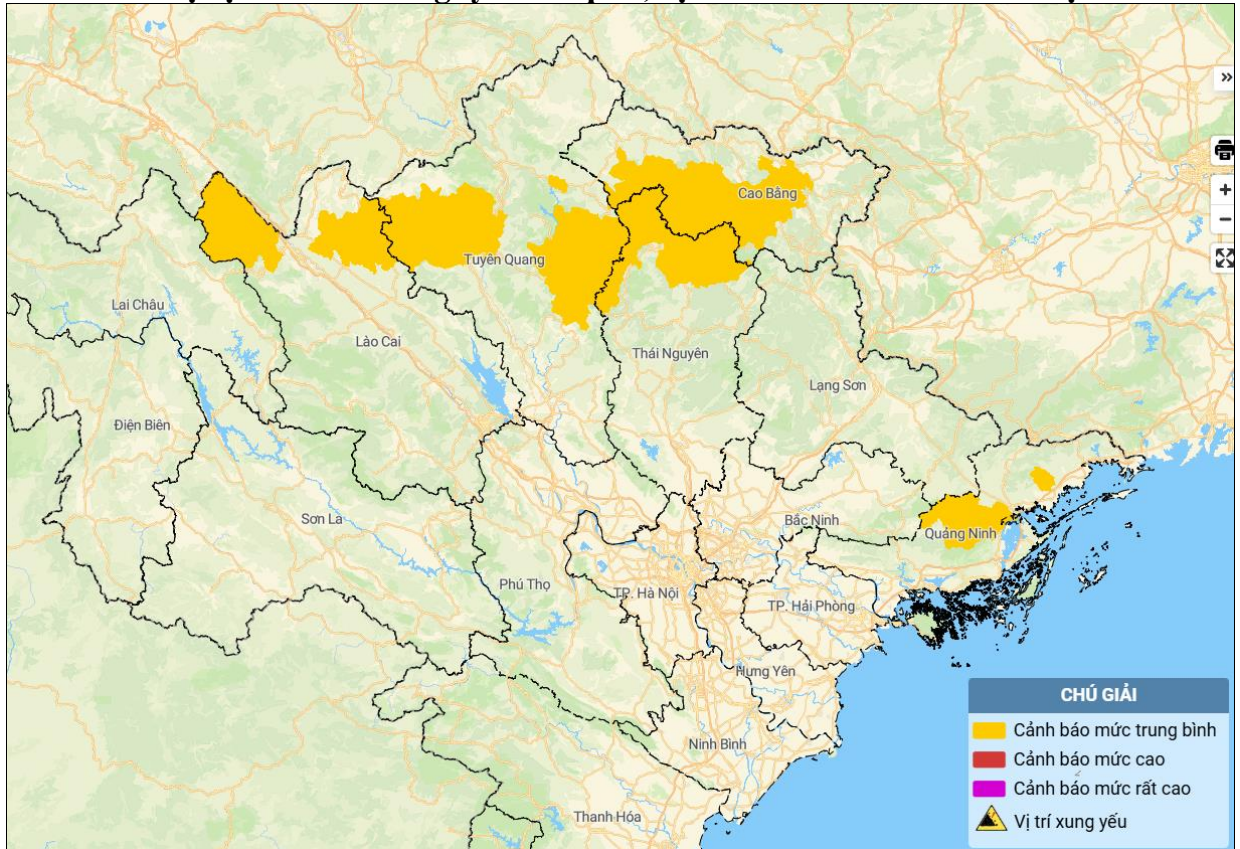 Cao Bằng
Tuyên Quang
Lai Châu
Lào Cai
Thái Nguyên
Lạng Sơn
Điện Biên
Sơn La
Bắc Ninh
Quảng Ninh
Phú Thọ
TP. Hà Nội
TP. Hải Phòng
Hưng Yên
Ninh Bình
Thanh Hóa
»
+
−
CHÚ GIẢI
Cảnh báo mức trung bình
Cảnh báo mức cao
Cảnh báo mức rất cao
Vị trí xung yếu